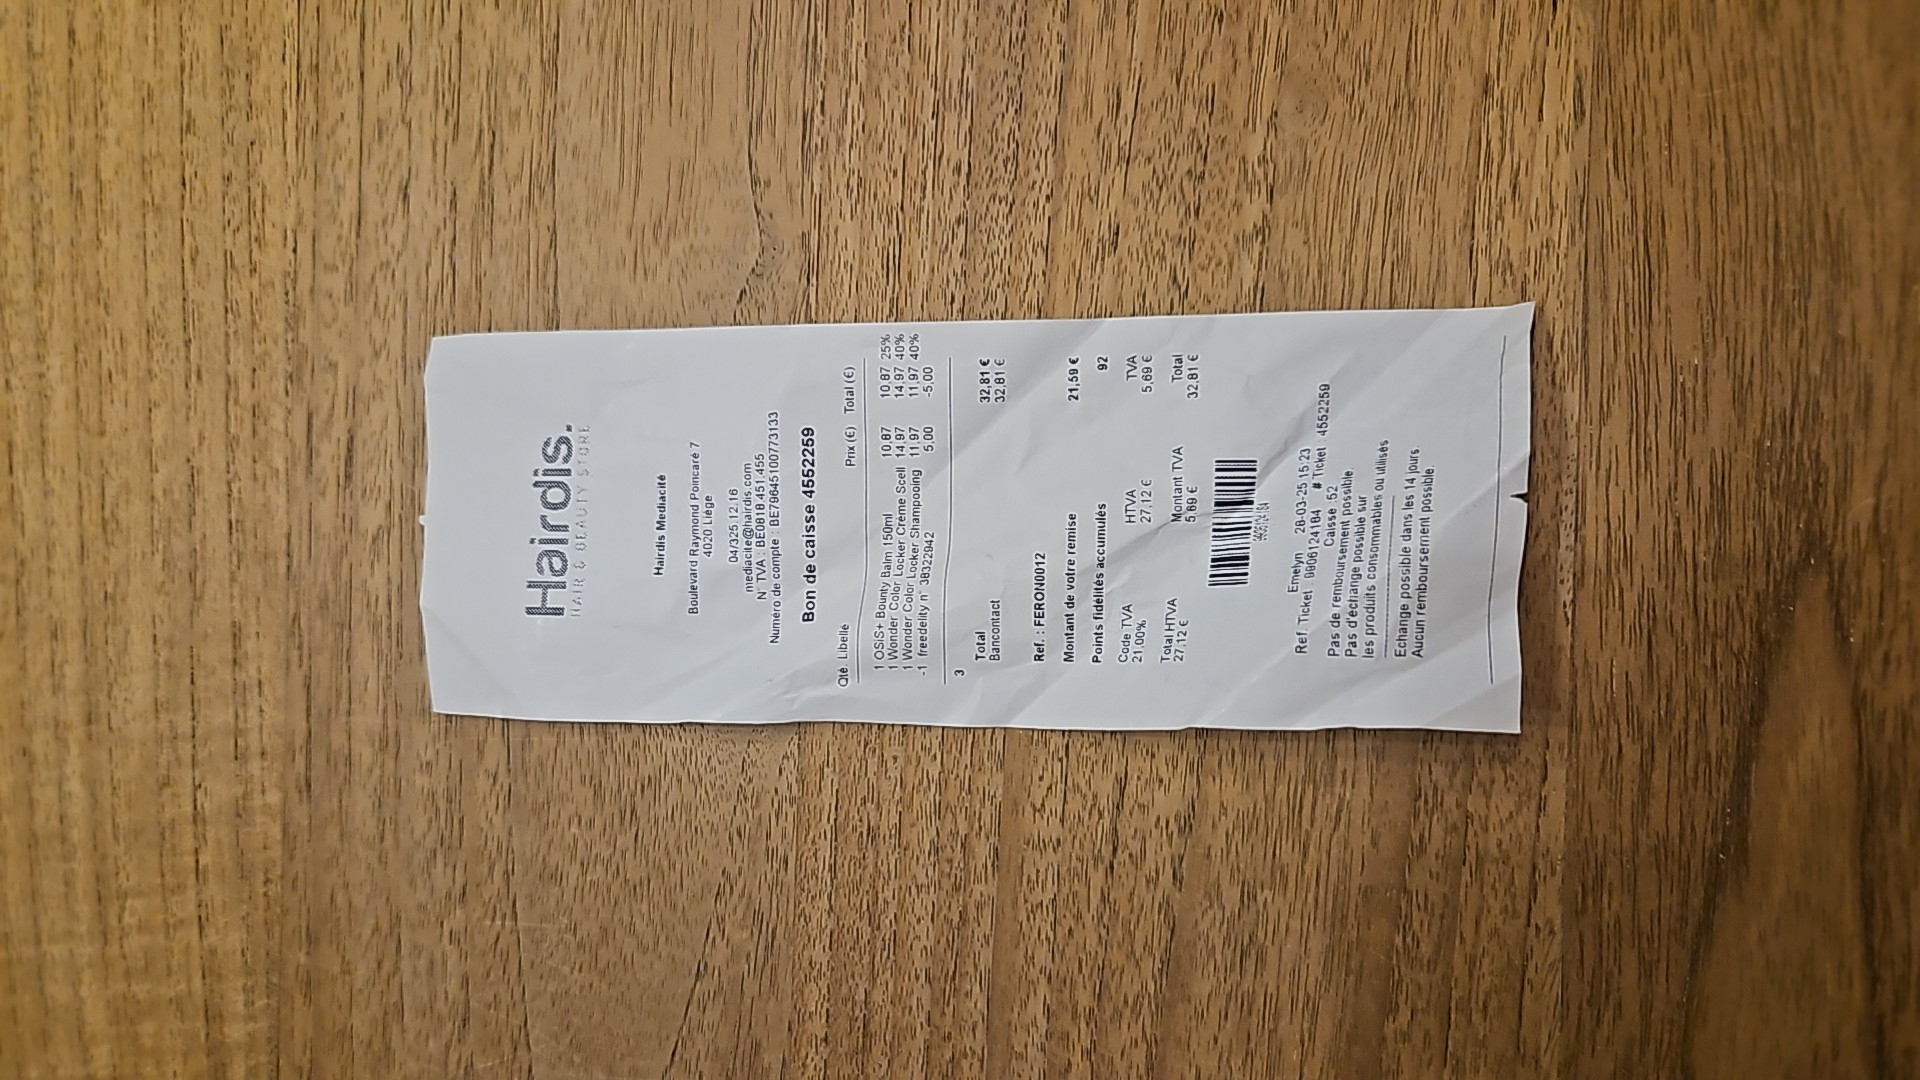 Hairdis.
HAIR & BEAUTY STORE
Hairdis Mediacité
Boulevard Raymond Poincaré 7
4020 Liège
04/325.12.16
mediacite@hairdis.com
N° TVA : BE0818.451.455
Numéro de compte : BE79645100773133
Bon de caisse 4552259
Qté Libellé Prix (€) Total (€)
1 OSiS+ Bounty Balm 150ml 10,87 10,87 25%
1 Wonder Color Locker Crème Scell 14,97 14,97 40%
1 Wonder Color Locker Shampooing 11,97 11,97 40%
-1 freedelity n° 38322942 5,00 -5,00
3
Total 32,81 €
Bancontact 32,81 €
Ref. : FERON0012
Montant de votre remise 21,59 €
Points fidelités accumulés 92
Code TVA HTVA TVA
21,00% 27,12 € 5,69 €
Total HTVA Montant TVA Total
27,12 € 5,69 € 32,81 €
Emelyn 28-03-25 15:23
Ref. Ticket : # Ticket : 4552259
Caisse :52
Pas de remboursement possible.
Pas d'échange possible sur
les produits consommables ou utilisés
Echange possible dans les 14 jours.
Aucun remboursement possible.